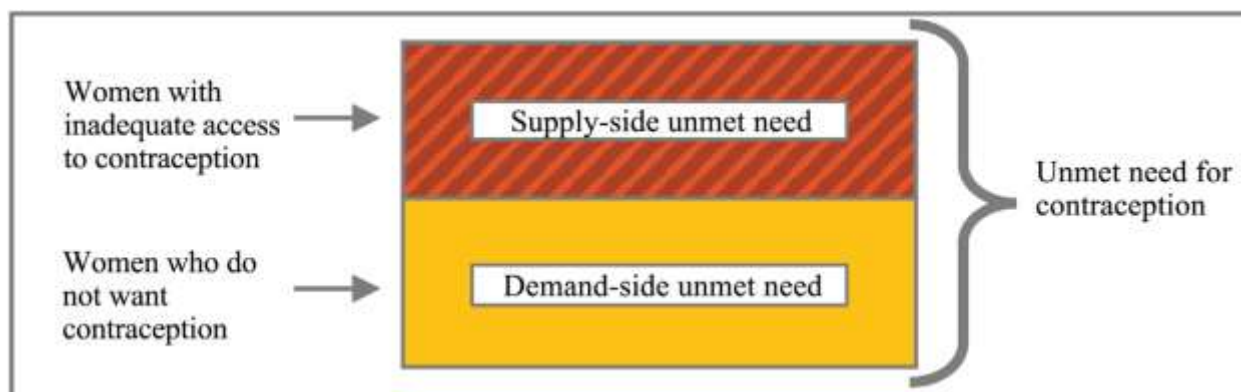 Women with
inadequate access
to contraception
Supply-side unmet need
Unmet need for
contraception
Women who do
not want
contraception
Demand-side unmet need